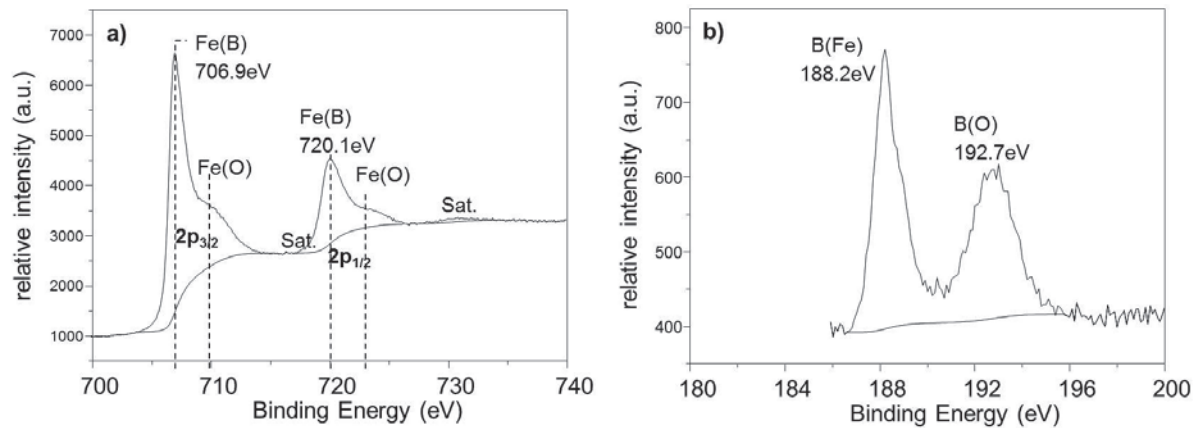 a)
Fe(B)
706.9eV
Fe(O)
Fe(B)
720.1eV
Fe(O)
Sat.
Sat.
2p3/2
2p1/2
7000
6000
5000
4000
3000
2000
1000
relative intensity (a.u.)
700 710 720 730 740
Binding Energy (eV)
b)
B(Fe)
188.2eV
B(O)
192.7eV
800
700
600
500
400
relative intensity (a.u.)
180 184 188 192 196 200
Binding Energy (eV)